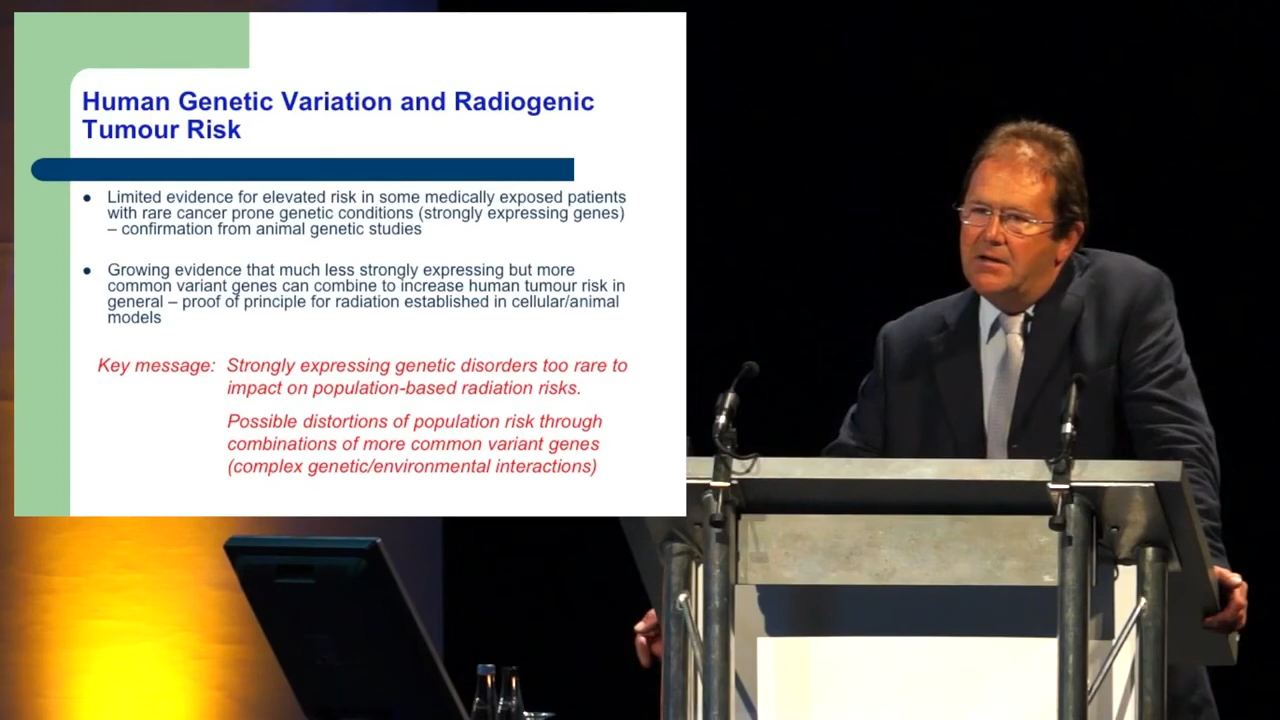 Human Genetic Variation and Radiogenic
Tumour Risk
● Limited evidence for elevated risk in some medically exposed patients
with rare cancer prone genetic conditions (strongly expressing genes)
– confirmation from animal genetic studies
● Growing evidence that much less strongly expressing but more
common variant genes can combine to increase human tumour risk in
general – proof of principle for radiation established in cellular/animal
models
Key message: Strongly expressing genetic disorders too rare to
impact on population-based radiation risks.
Possible distortions of population risk through
combinations of more common variant genes
(complex genetic/environmental interactions)